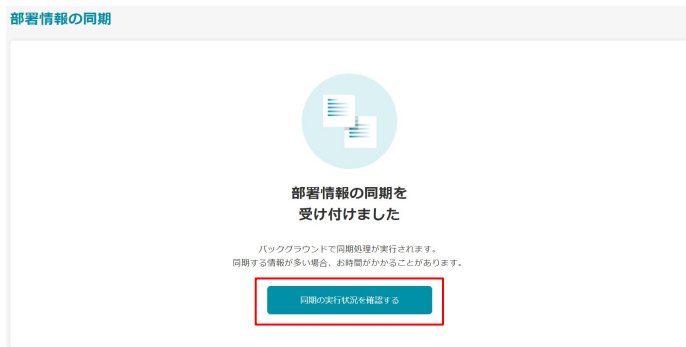 部署情報の同期
部署情報の同期を
受け付けました
バックグラウンドで同期処理が実行されます。
同期する情報が多い場合、お時間がかかることがあります。
同期の実行状況を確認する